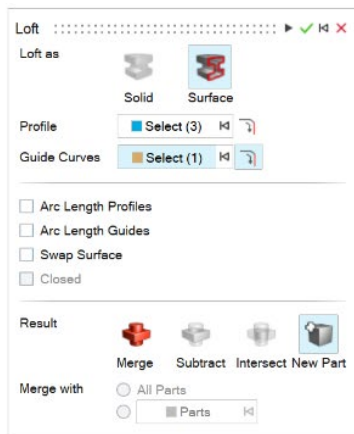 Loft
Loft as
Solid Surface
Profile Select (3)
Guide Curves Select (1)
Arc Length Profiles
Arc Length Guides
Swap Surface
Closed
Result
Merge Subtract Intersect New Part
Merge with All Parts
Parts